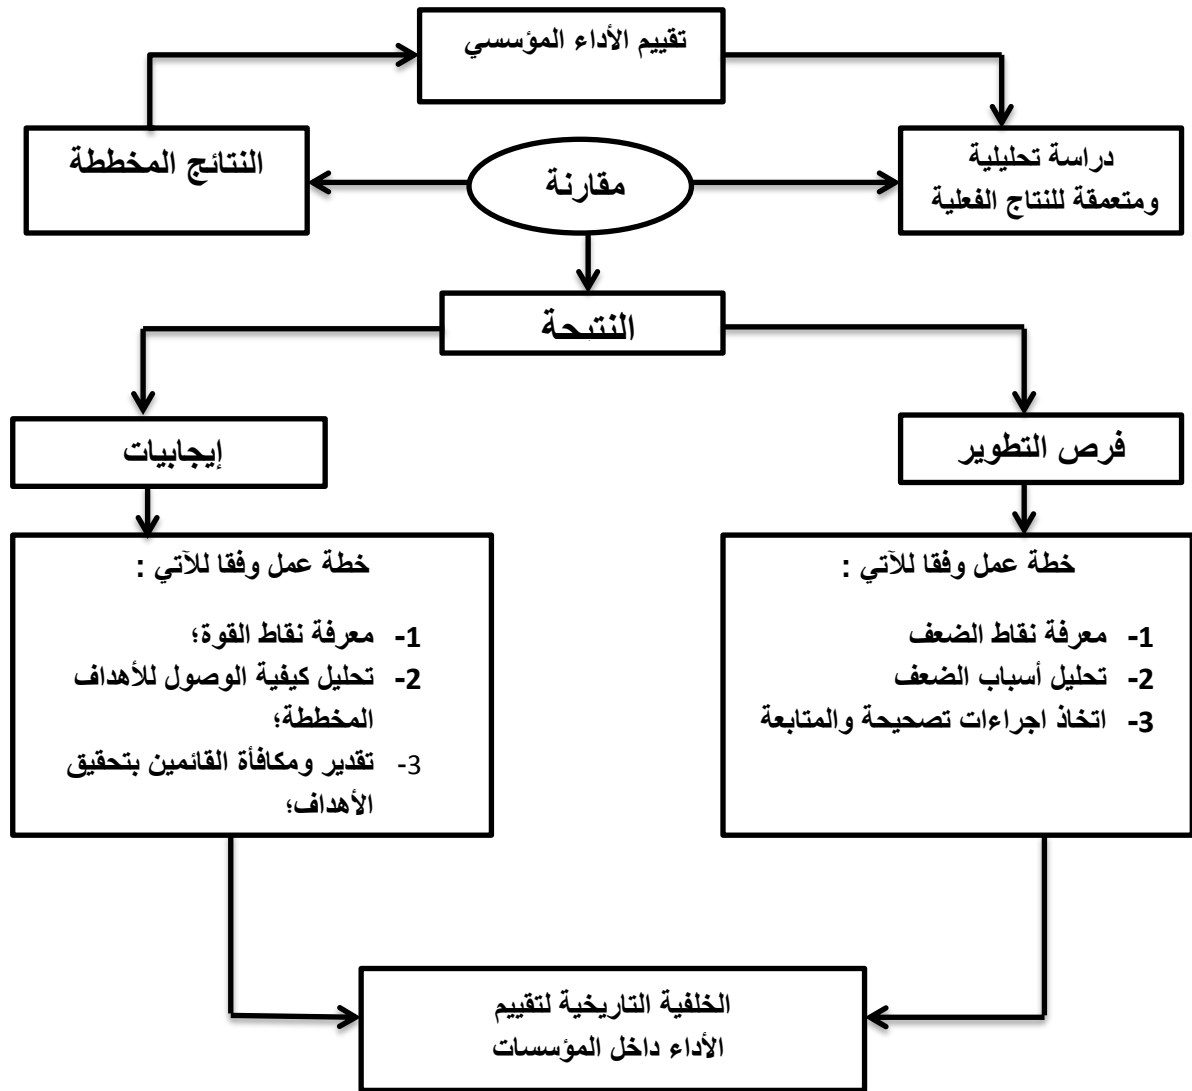 تقييم الأداء المؤسسي
دراسة تحليلية
ومتعمقة للنتاج الفعلية
مقارنة
النتائج المخططة
النتبحة
فرص التطوير
إيجابيات
خطة عمل وفقا للآتي :
1- معرفة نقاط الضعف
2- تحليل أسباب الضعف
3- اتخاذ اجراءات تصحيحة والمتابعة
خطة عمل وفقا للآتي :
1- معرفة نقاط القوة؛
2- تحليل كيفية الوصول للأهداف
المخططة؛
3- تقدير ومكافأة القائمين بتحقيق
الأهداف؛
الخلفية التاريخية لتقييم
الأداء داخل المؤسسات